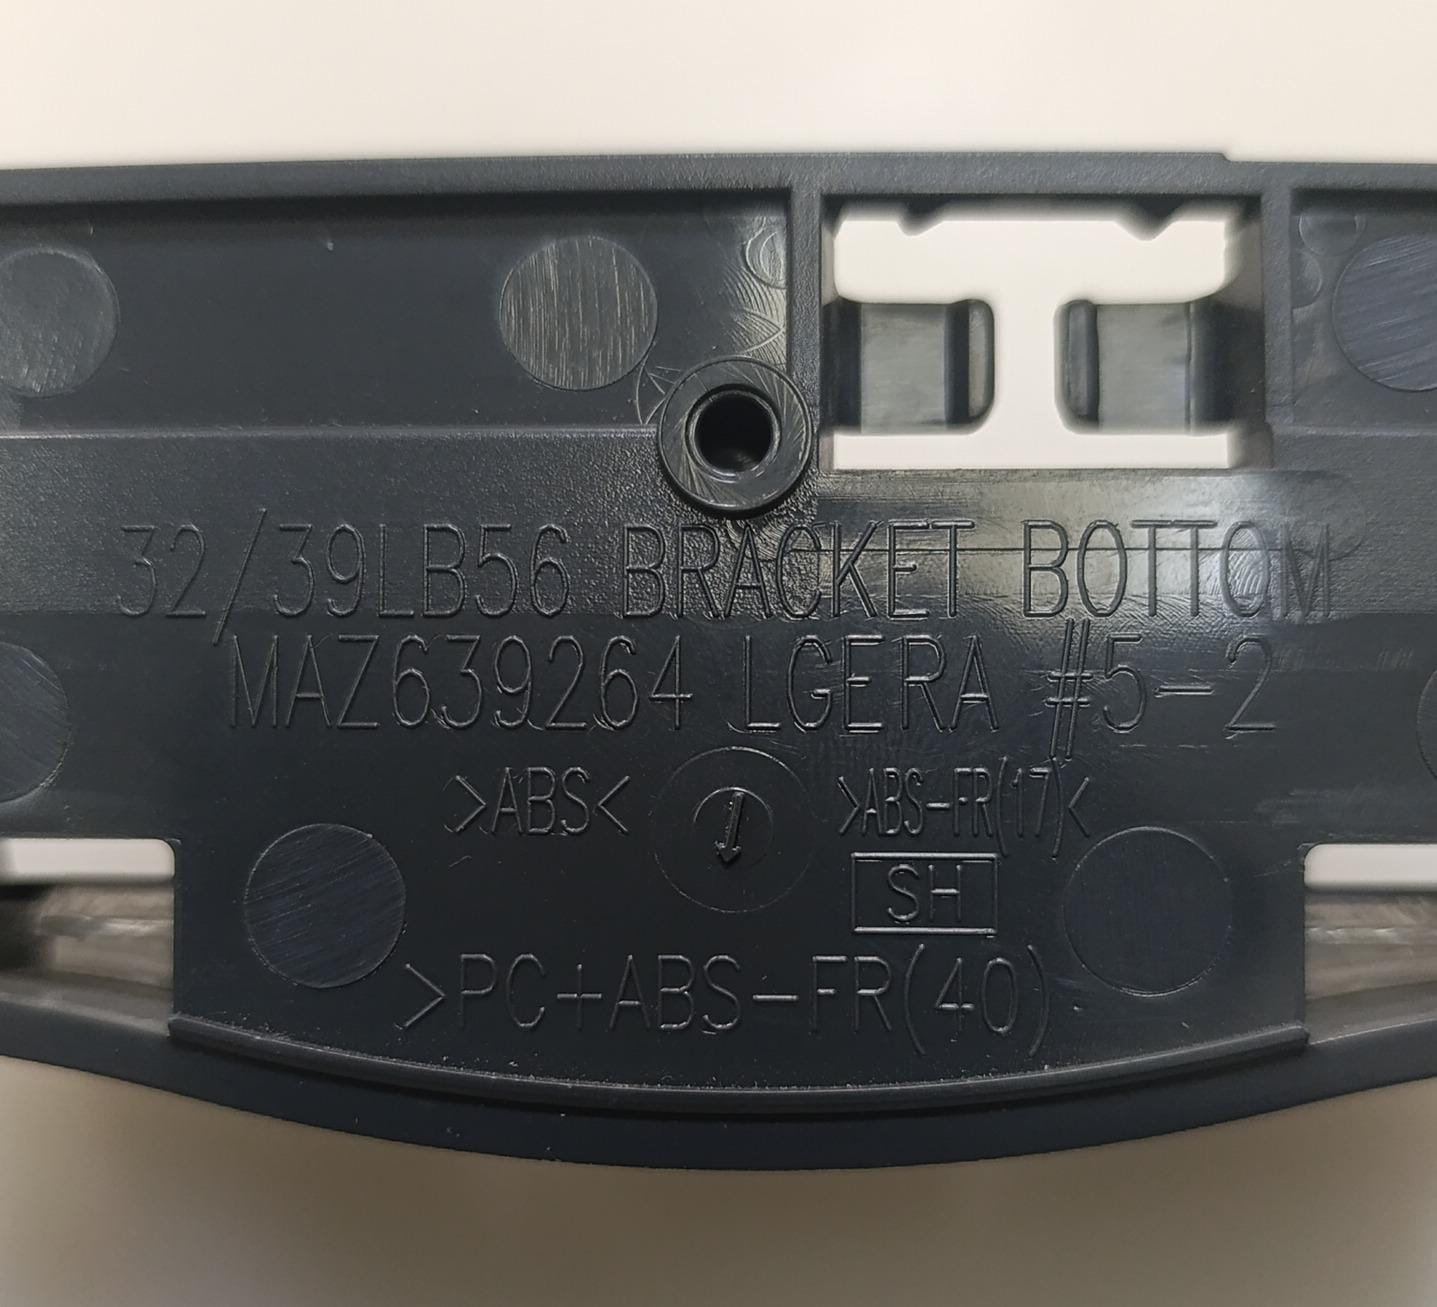 32/39LB56 BRACKET BOTTOM
MAZ639264 LGERA #5-2
>ABS< >ABS-FR(17)<
SH
>PC+ABS-FR(40)